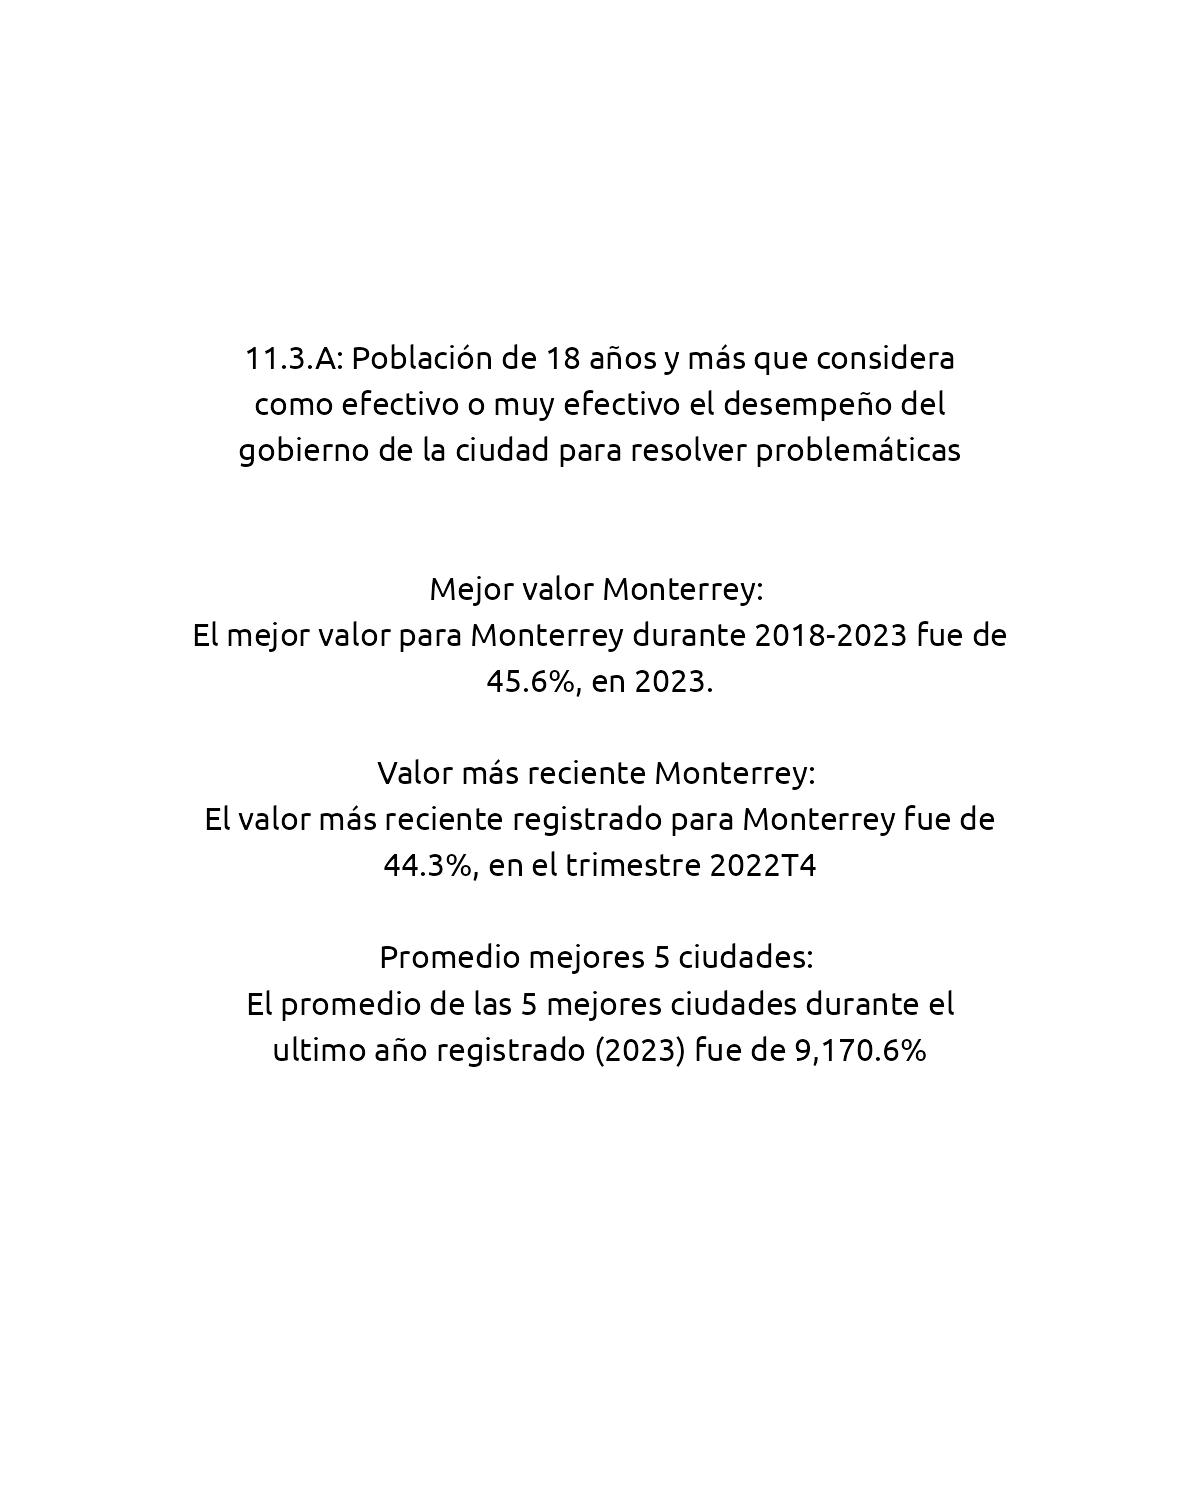 11.3.A: Población de 18 años y más que considera
como efectivo o muy efectivo el desempeño del
gobierno de la ciudad para resolver problemáticas
Mejor valor Monterrey:
El mejor valor para Monterrey durante 2018-2023 fue de
45.6%, en 2023.
Valor más reciente Monterrey:
El valor más reciente registrado para Monterrey fue de
44.3%, en el trimestre 2022T4
Promedio mejores 5 ciudades:
El promedio de las 5 mejores ciudades durante el
ultimo año registrado (2023) fue de 9,170.6%